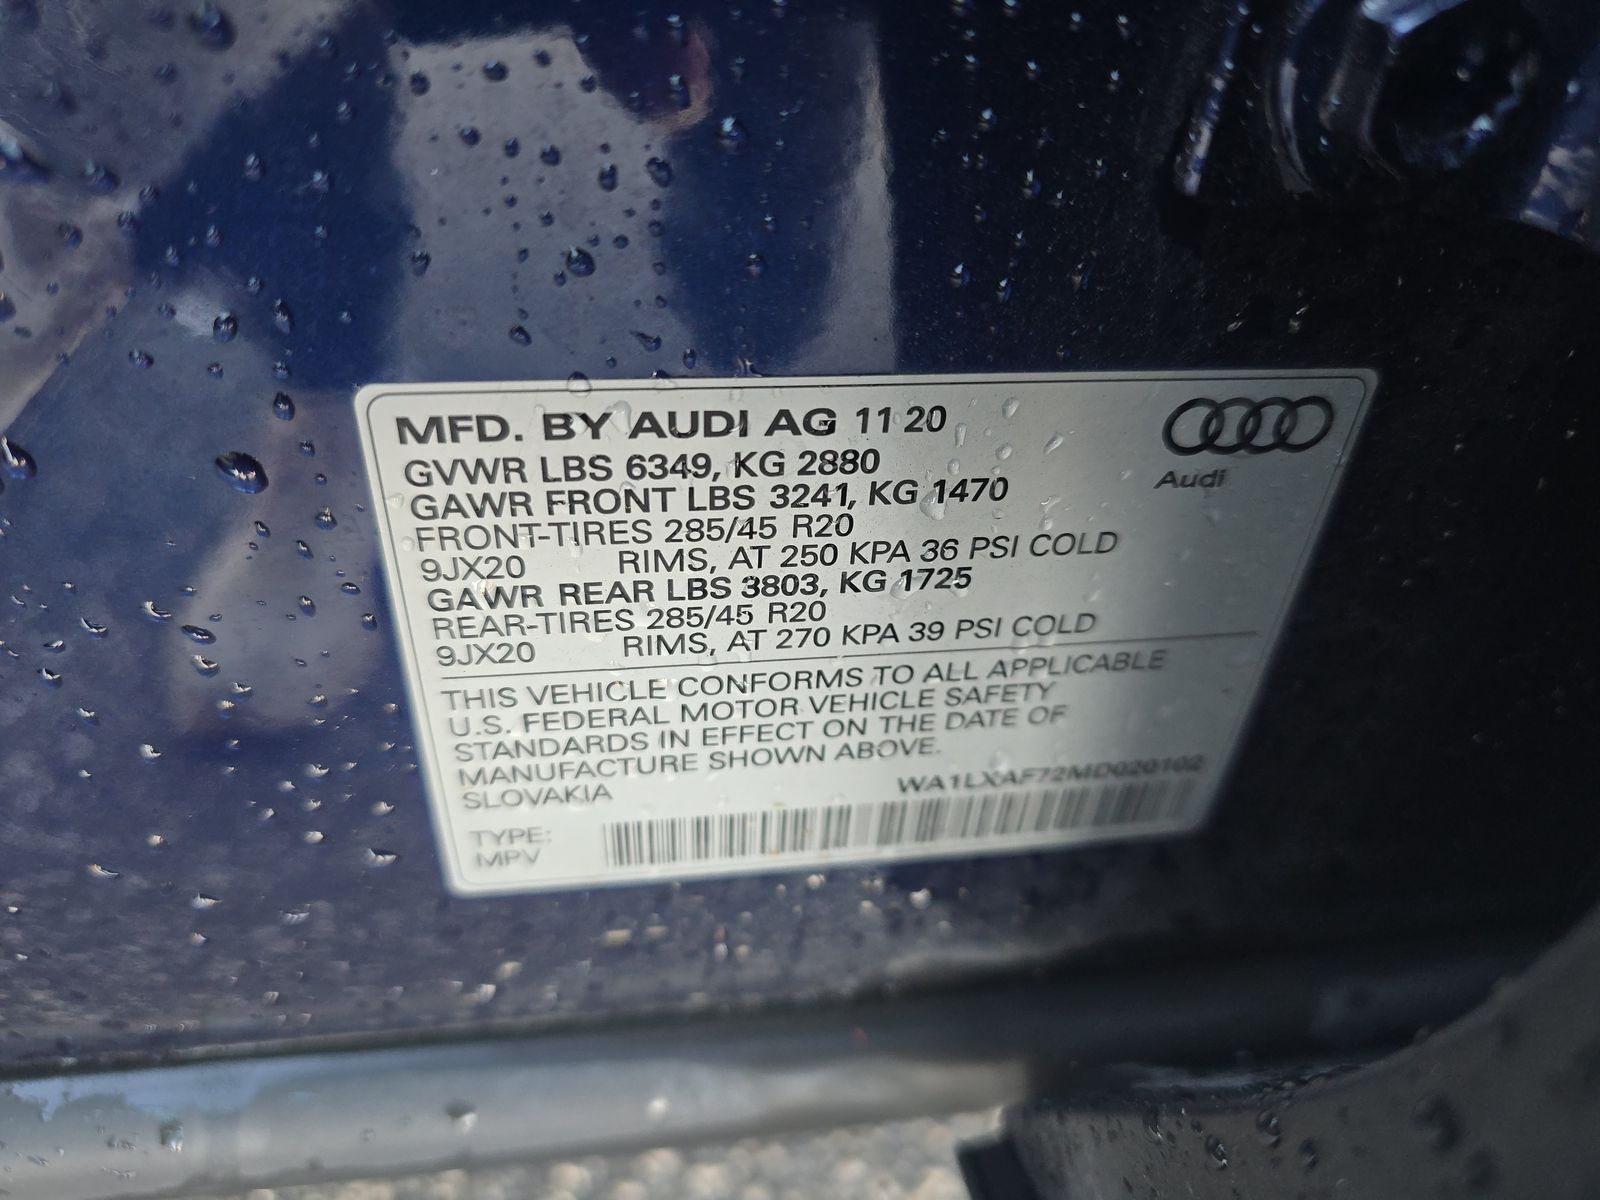 MFD. BY AUDI AG 11 20
Audi
GVWR LBS 6349, KG 2880
GAWR FRONT LBS 3241, KG 1470
FRONT-TIRES 285/45 R20
9JX20 RIMS, AT 250 KPA 36 PSI COLD
GAWR REAR LBS 3803, KG 1725
REAR-TIRES 285/45 R20
9JX20 RIMS, AT 270 KPA 39 PSI COLD
THIS VEHICLE CONFORMS TO ALL APPLICABLE
U.S. FEDERAL MOTOR VEHICLE SAFETY
STANDARDS IN EFFECT ON THE DATE OF
MANUFACTURE SHOWN ABOVE.
SLOVAKIA WA1LXAF72MD020102
TYPE:
MPV